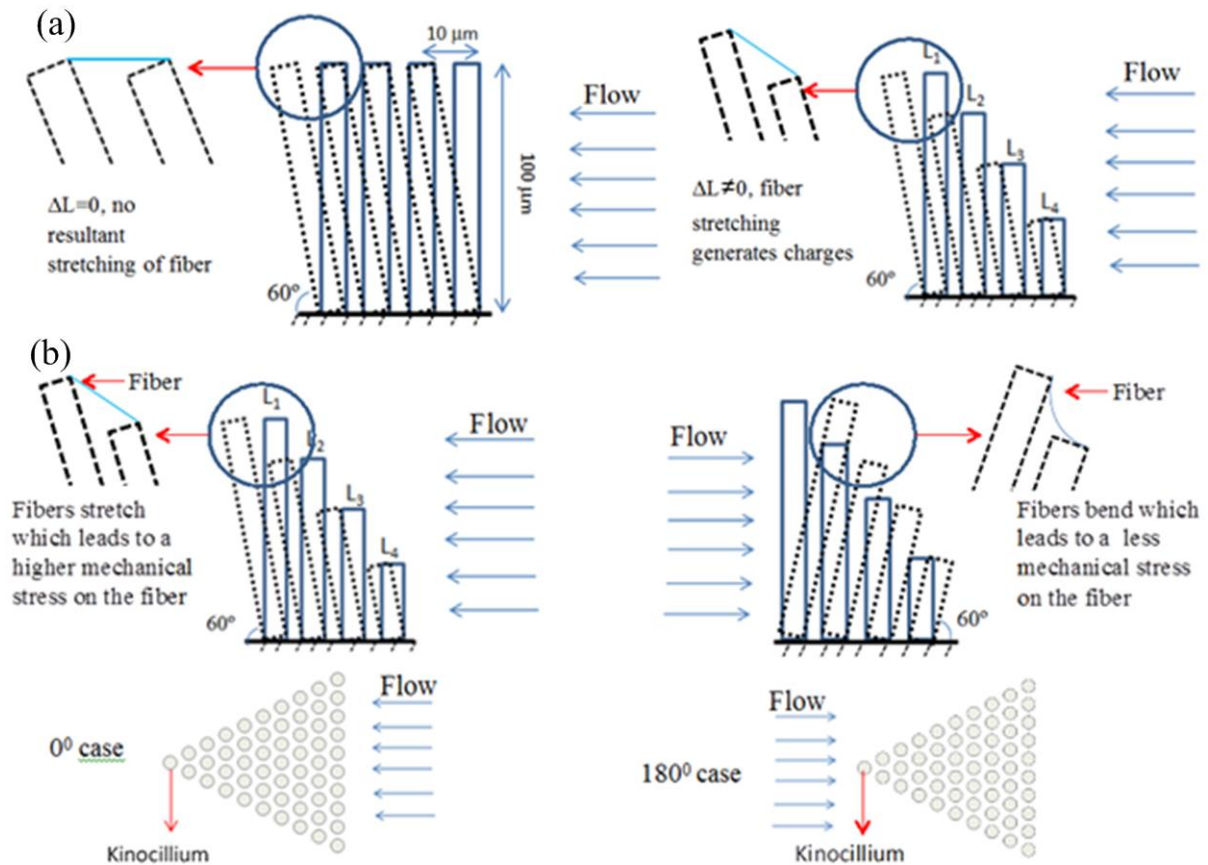 (a)
10 μm
100 μm
60°
Flow
ΔL=0, no
resultant
stretching of fiber
L1
L2
L3
L4
60°
Flow
ΔL≠0, fiber
stretching
generates charges
(b)
Fiber
L1
L2
L3
L4
60°
Flow
Fibers stretch
which leads to a
higher mechanical
stress on the fiber
Flow
60°
Fiber
Fibers bend which
leads to a less
mechanical stress
on the fiber
Flow
0⁰ case
Kinocillium
Flow
180⁰ case
Kinocillium